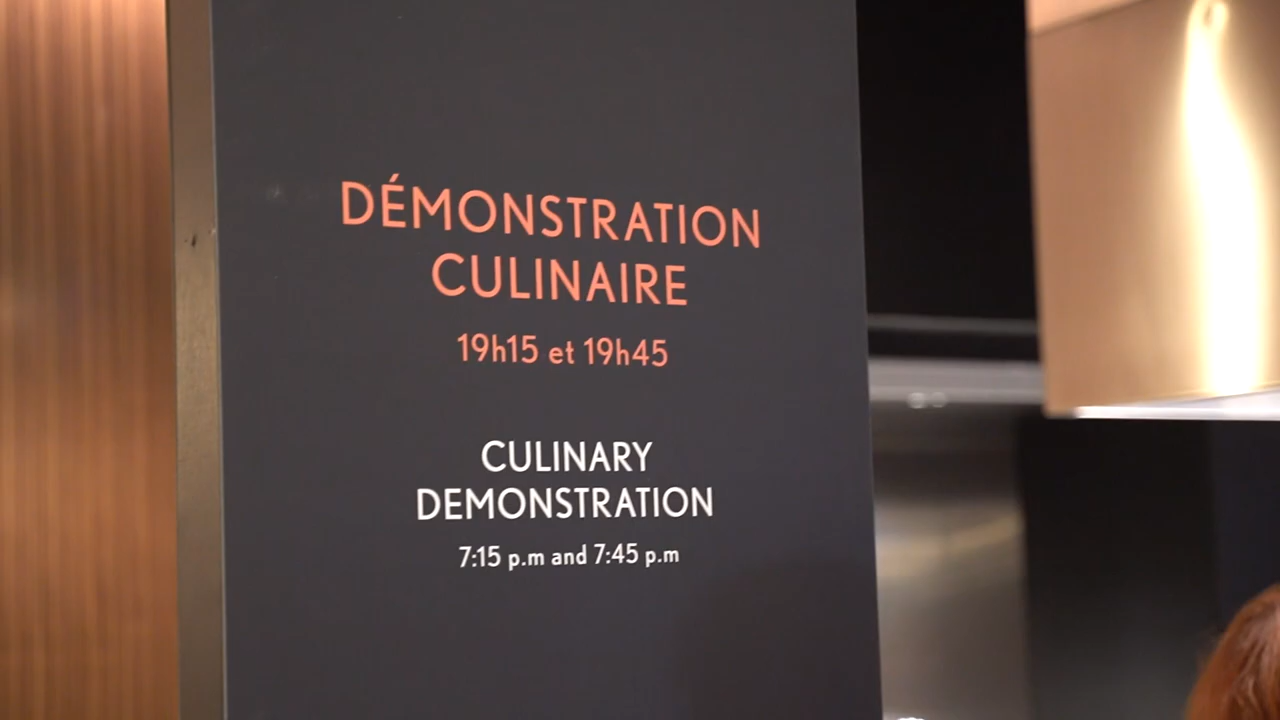 DÉMONSTRATION
CULINAIRE
19h15 et 19h45
CULINARY
DEMONSTRATION
7:15 p.m and 7:45 p.m